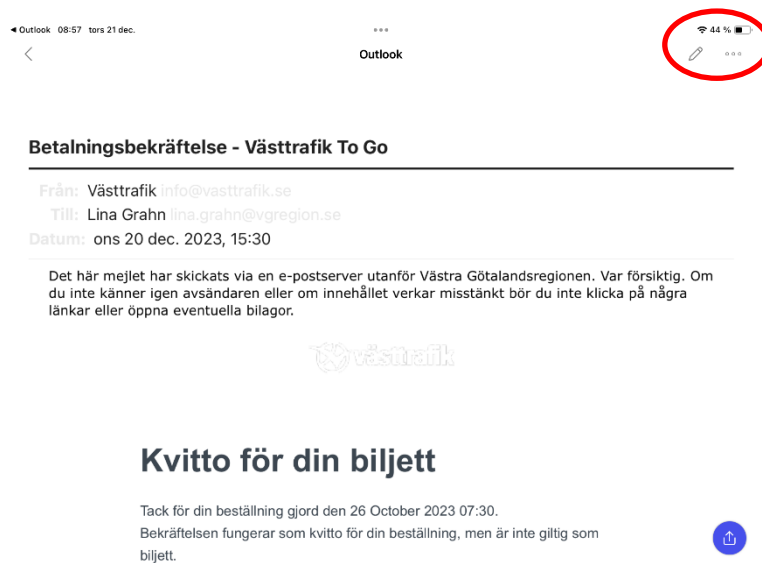 ◄ Outlook 08:57 tors 21 dec.
44 %
Outlook
Betalningsbekräftelse - Västtrafik To Go
Från: Västtrafik info@vasttrafik.se
Till: Lina Grahn lina.grahn@vgregion.se
Datum: ons 20 dec. 2023, 15:30
Det här mejlet har skickats via en e-postserver utanför Västra Götalandsregionen. Var försiktig. Om
du inte känner igen avsändaren eller om innehållet verkar misstänkt bör du inte klicka på några
länkar eller öppna eventuella bilagor.
västtrafik
Kvitto för din biljett
Tack för din beställning gjord den 26 October 2023 07:30.
Bekräftelsen fungerar som kvitto för din beställning, men är inte giltig som
biljett.